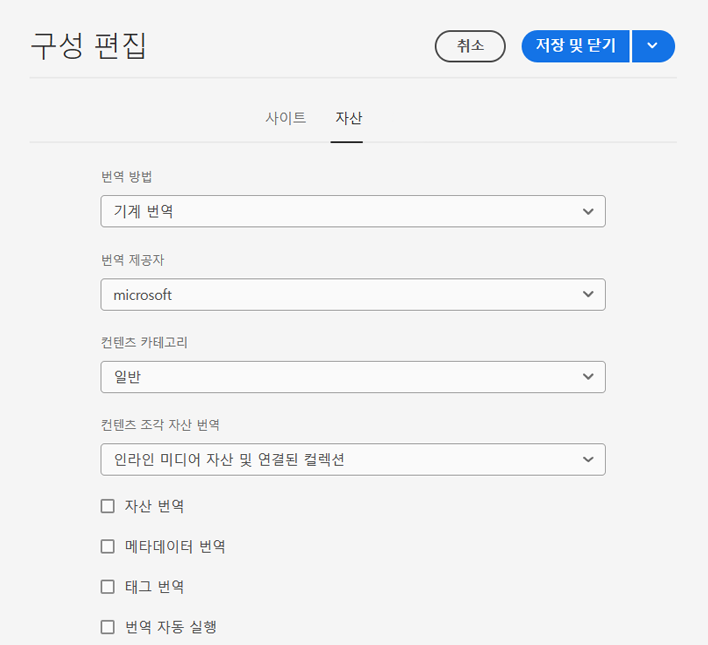 구성 편집
취소
저장 및 닫기
사이트
자산
번역 방법
기계 번역
번역 제공자
microsoft
컨텐츠 카테고리
일반
컨텐츠 조각 자산 번역
인라인 미디어 자산 및 연결된 컬렉션
자산 번역
메타데이터 번역
태그 번역
번역 자동 실행